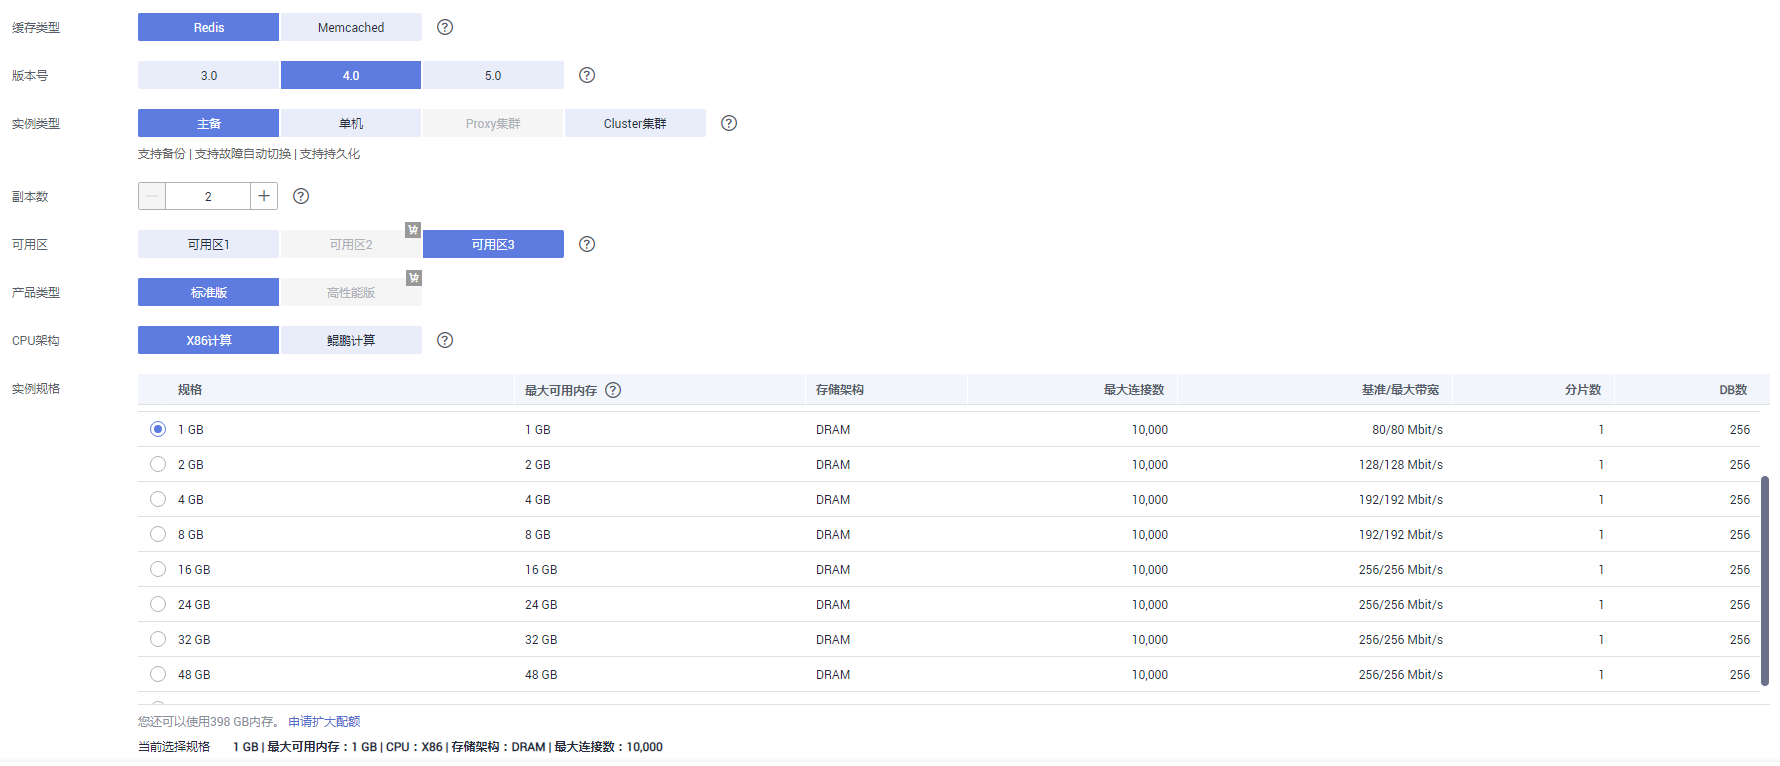 缓存类型 Redis Memcached ?
版本号 3.0 4.0 5.0 ?
实例类型 主备 单机 Proxy集群 Cluster集群 ?
支持备份 | 支持故障自动切换 | 支持持久化
副本数 — 2 + ?
可用区 可用区1 可用区2 可用区3 ?
产品类型 标准版 高性能版
CPU架构 X86计算 鲲鹏计算 ?
实例规格 规格 最大可用内存 ? 存储架构 最大连接数 基准/最大带宽 分片数 DB数
1 GB 1 GB DRAM 10,000 80/80 Mbit/s 1 256
2 GB 2 GB DRAM 10,000 128/128 Mbit/s 1 256
4 GB 4 GB DRAM 10,000 192/192 Mbit/s 1 256
8 GB 8 GB DRAM 10,000 192/192 Mbit/s 1 256
16 GB 16 GB DRAM 10,000 256/256 Mbit/s 1 256
24 GB 24 GB DRAM 10,000 256/256 Mbit/s 1 256
32 GB 32 GB DRAM 10,000 256/256 Mbit/s 1 256
48 GB 48 GB DRAM 10,000 256/256 Mbit/s 1 256
您还可以使用398 GB内存。 申请扩大配额
当前选择规格 1 GB | 最大可用内存：1 GB | CPU：X86 | 存储架构：DRAM | 最大连接数：10,000